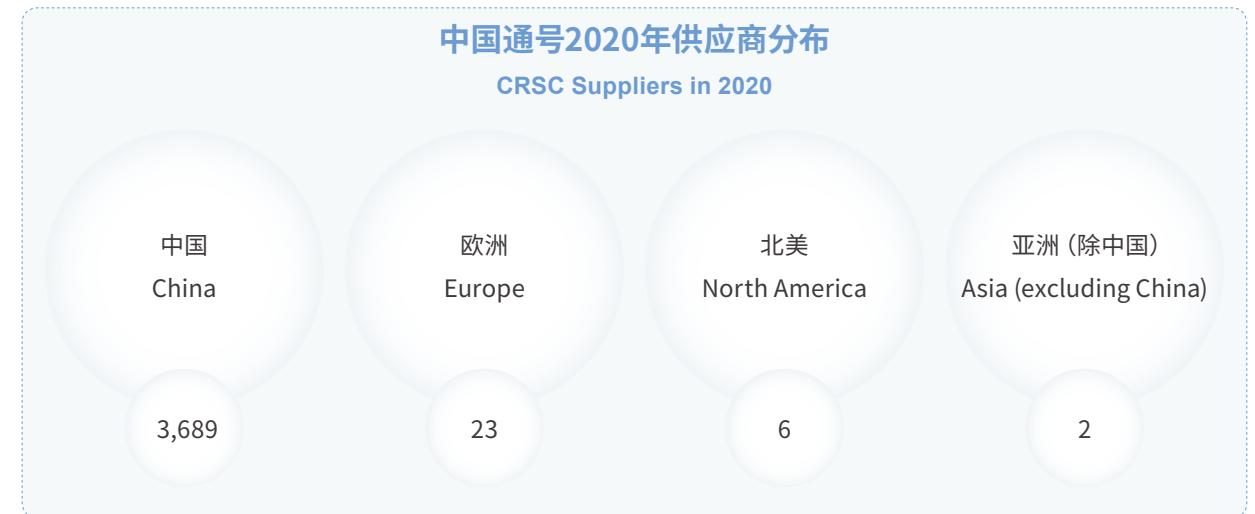 中国通号2020年供应商分布
CRSC Suppliers in 2020
中国
China
3,689
欧洲
Europe
23
北美
North America
6
亚洲（除中国）
Asia (excluding China)
2